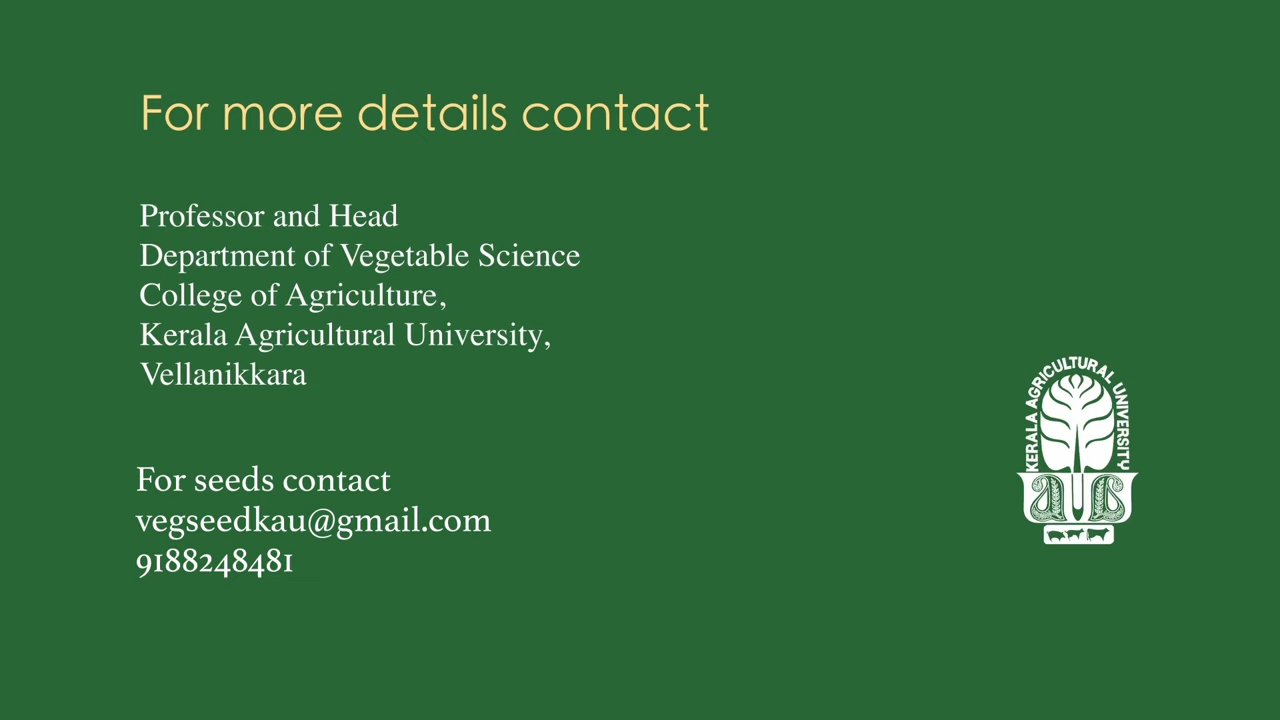 For more details contact
Professor and Head
Department of Vegetable Science
College of Agriculture,
Kerala Agricultural University,
Vellanikkara
For seeds contact
vegseedkau@gmail.com
9188248481
KERALA AGRICULTURAL UNIVERSITY